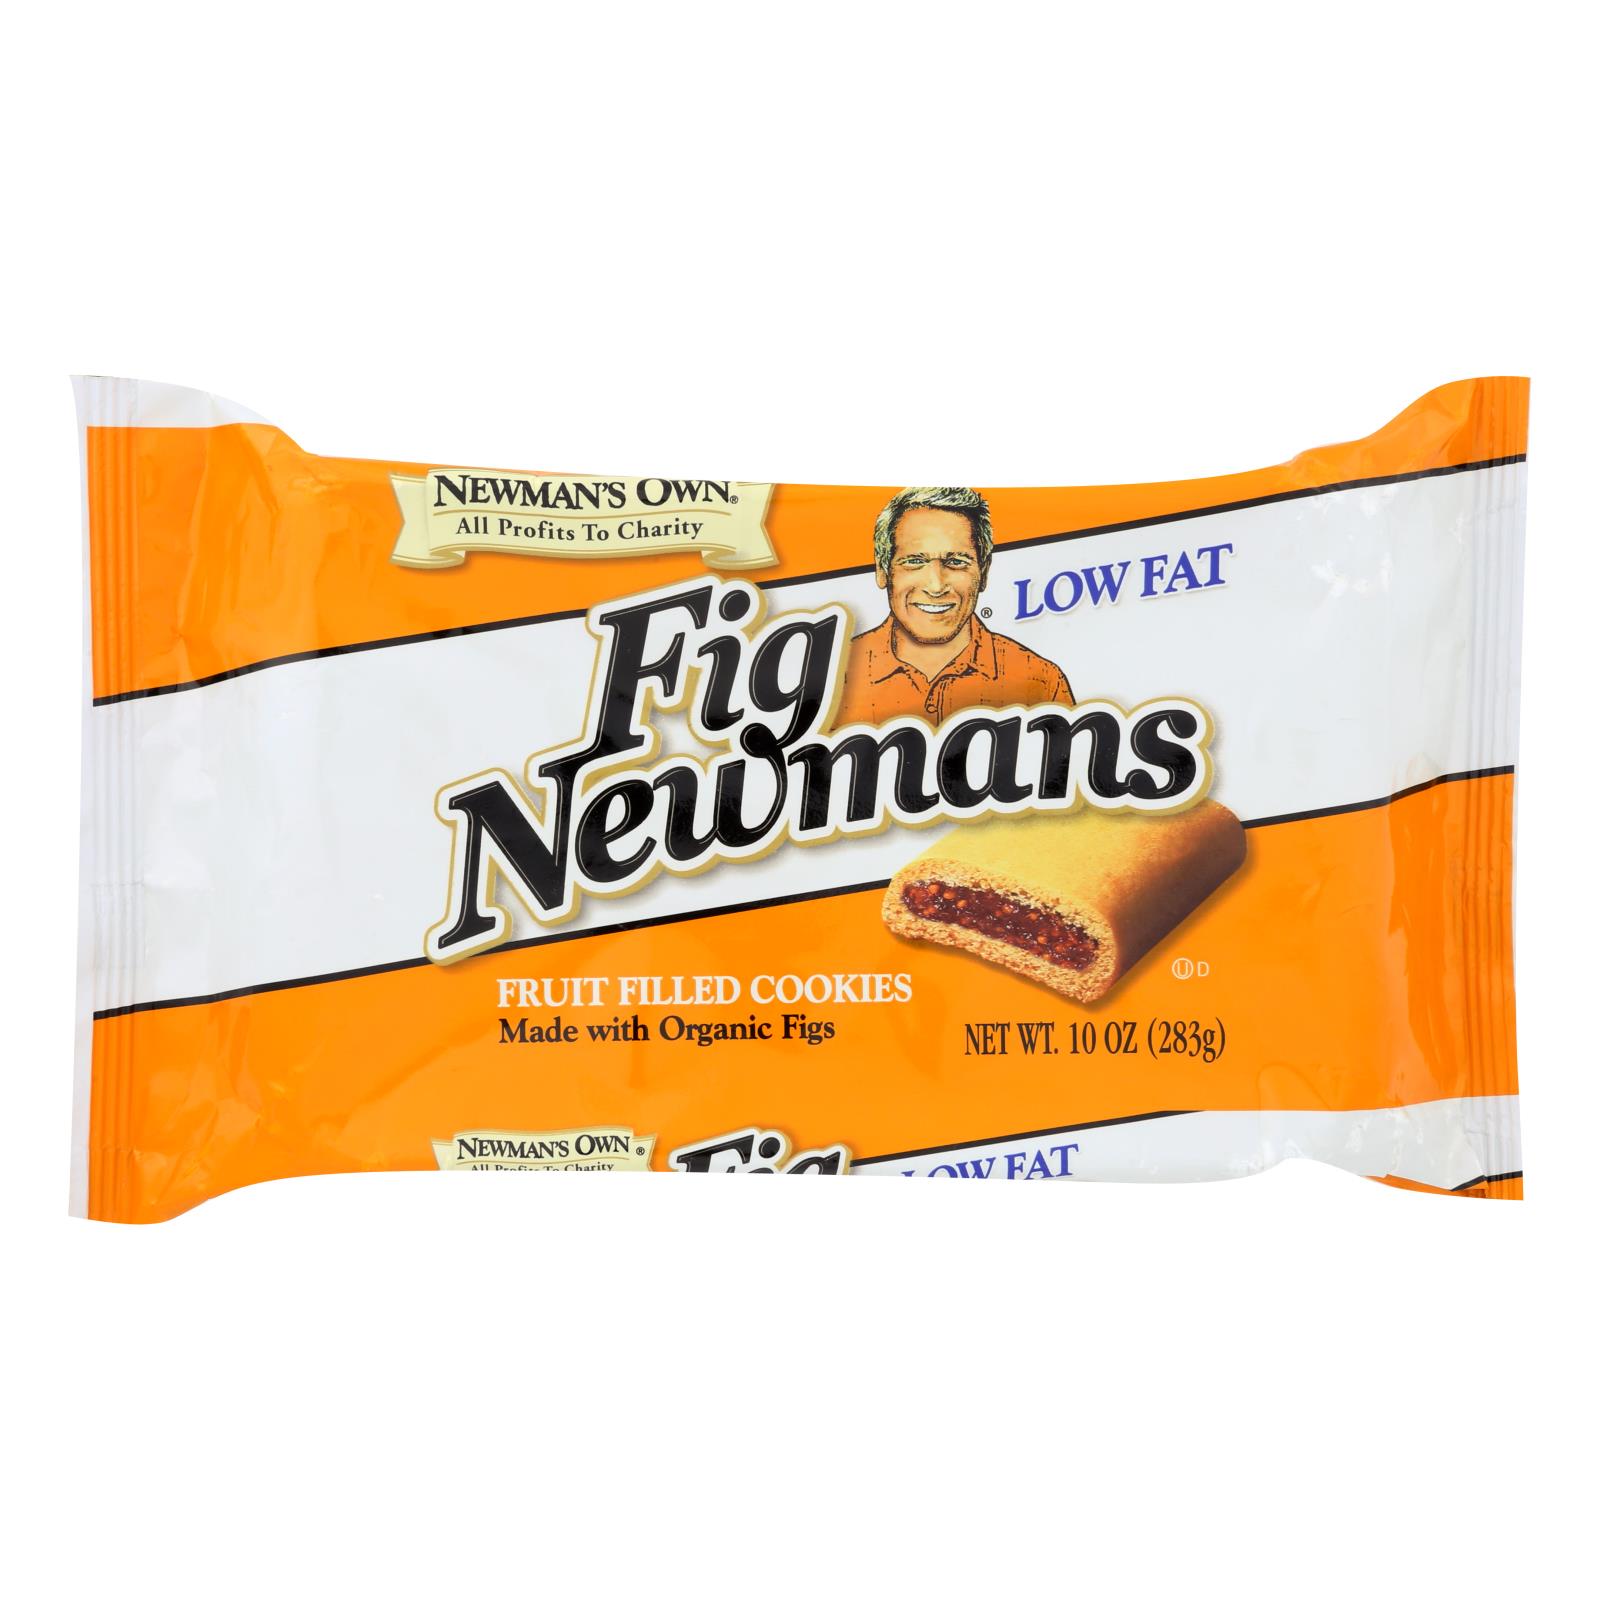 NEWMAN'S OWN®
All Profits To Charity
LOW FAT
®
Fig
Newmans
FRUIT FILLED COOKIES
Made with Organic Figs
Ⓤ D
NET WT. 10 OZ (283g)
NEWMAN'S OWN ®
All Profits To Charity
Fig
LOW FAT